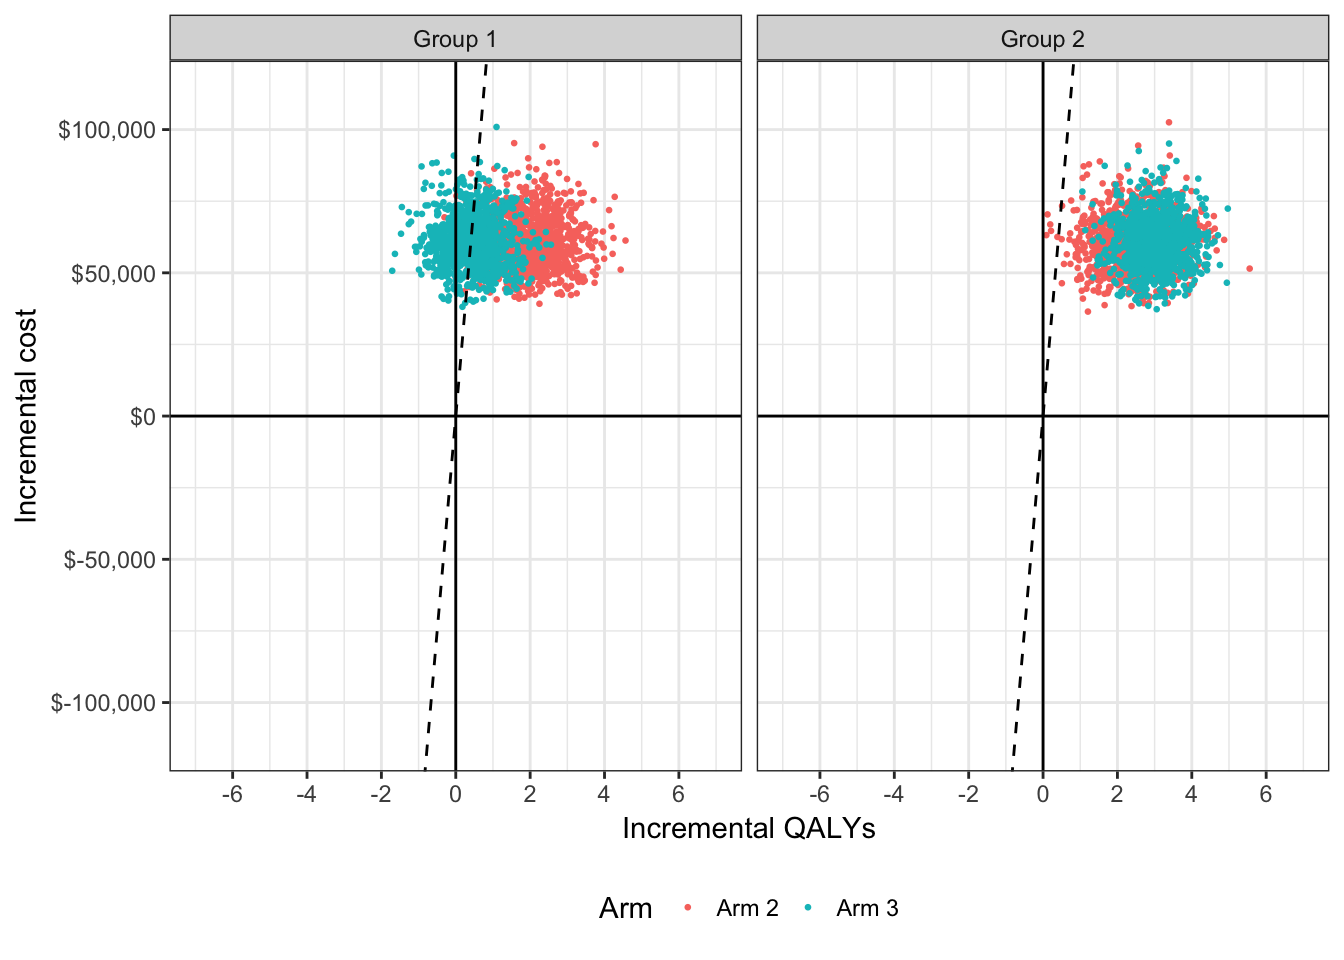 Group 1 Group 2
Incremental cost
$100,000
$50,000
$0
$-50,000
$-100,000
-6 -4 -2 0 2 4 6 -6 -4 -2 0 2 4 6
Incremental QALYs
Arm Arm 2 Arm 3